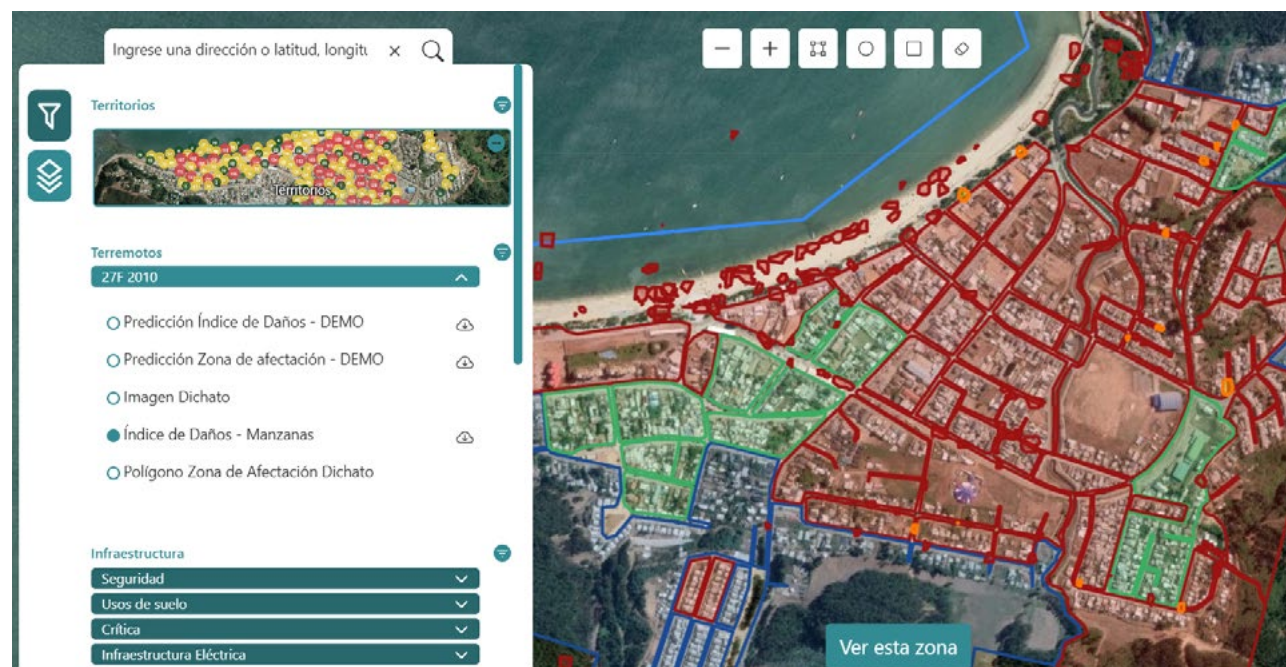 Ingrese una dirección o latitud, longitu
Territorios
Territorios
Terremotos
27F 2010
Predicción Índice de Daños - DEMO
Predicción Zona de afectación - DEMO
Imagen Dichato
Índice de Daños - Manzanas
Polígono Zona de Afectación Dichato
Infraestructura
Seguridad
Usos de suelo
Crítica
Infraestructura Eléctrica
Ver esta zona